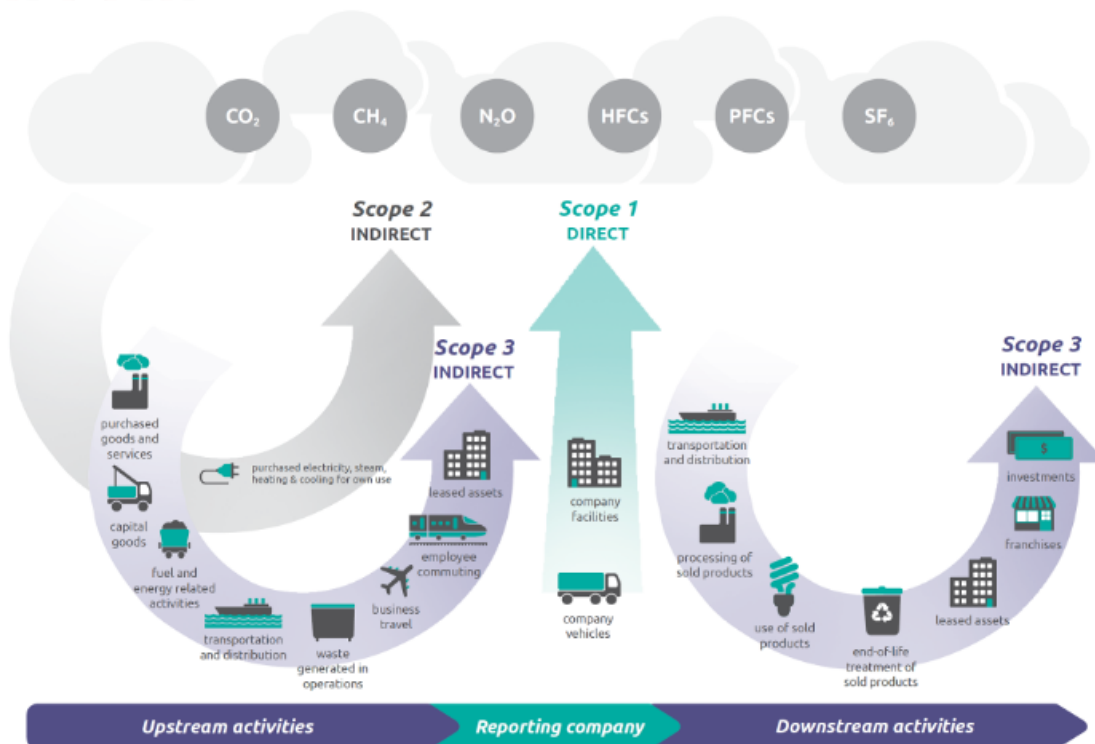 CO₂
CH₄
N₂O
HFCs
PFCs
SF₆
Scope 2
INDIRECT
Scope 1
DIRECT
Scope 3
INDIRECT
Scope 3
INDIRECT
purchased
goods and
services
capital
goods
fuel and
energy related
activities
transportation
and distribution
waste
generated in
operations
business
travel
employee
commuting
leased assets
purchased electricity, steam,
heating & cooling for own use
company
facilities
company
vehicles
transportation
and distribution
processing of
sold products
use of sold
products
end-of-life
treatment of
sold products
leased assets
franchises
$
investments
Upstream activities
Reporting company
Downstream activities